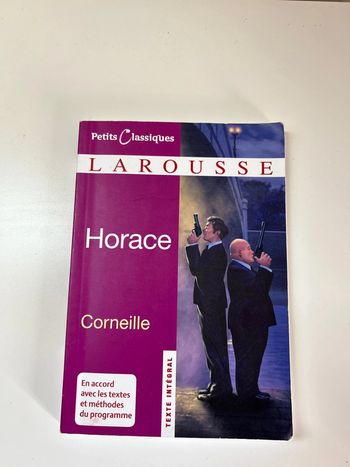 Petits Classiques
LAROUSSE
Horace
Corneille
En accord
avec les textes
et méthodes
du programme
TEXTE INTÉGRAL